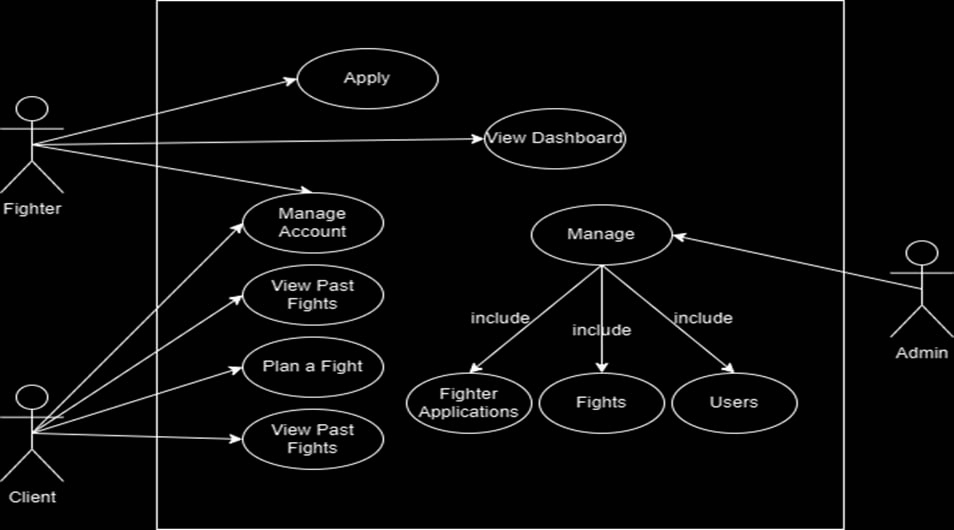 Apply
View Dashboard
Fighter
Manage
Account
Manage
View Past
Fights
include
include
include
Admin
Plan a Fight
Fighter
Applications
Fights
Users
View Past
Fights
Client